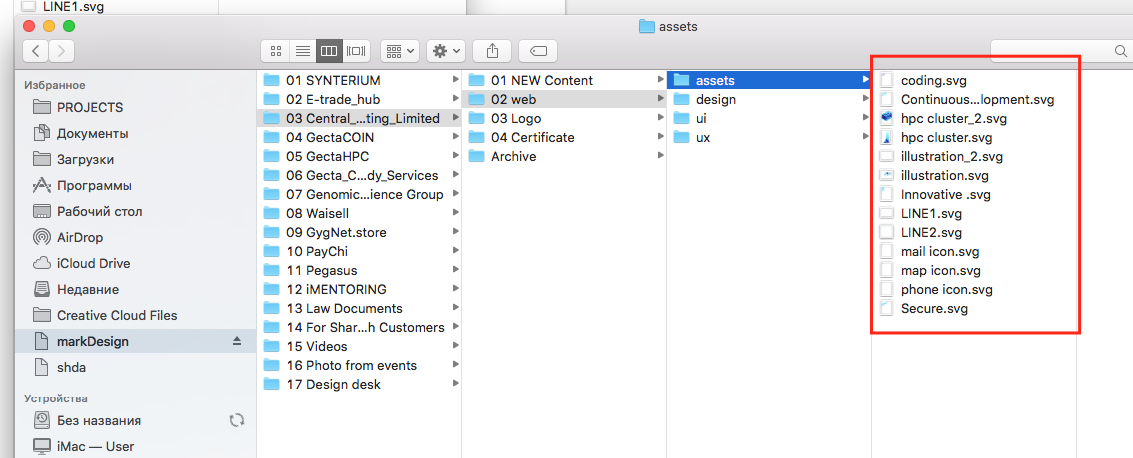 LINE1.svg
assets
Избранное
PROJECTS
Документы
Загрузки
Программы
Рабочий стол
AirDrop
iCloud Drive
Недавние
Creative Cloud Files
markDesign
shda
Устройства
Без названия
iMac — User
01 SYNTERIUM
02 E-trade_hub
03 Central_...ting_Limited
04 GectaCOIN
05 GectaHPC
06 Gecta_C...dy_Services
07 Genomic...ience Group
08 Waisell
09 GygNet.store
10 PayChi
11 Pegasus
12 iMENTORING
13 Law Documents
14 For Shar...h Customers
15 Videos
16 Photo from events
17 Design desk
01 NEW Content
02 web
03 Logo
04 Certificate
Archive
assets
design
ui
ux
coding.svg
Continuous...lopment.svg
hpc cluster_2.svg
hpc cluster.svg
illustration_2.svg
illustration.svg
Innovative .svg
LINE1.svg
LINE2.svg
mail icon.svg
map icon.svg
phone icon.svg
Secure.svg